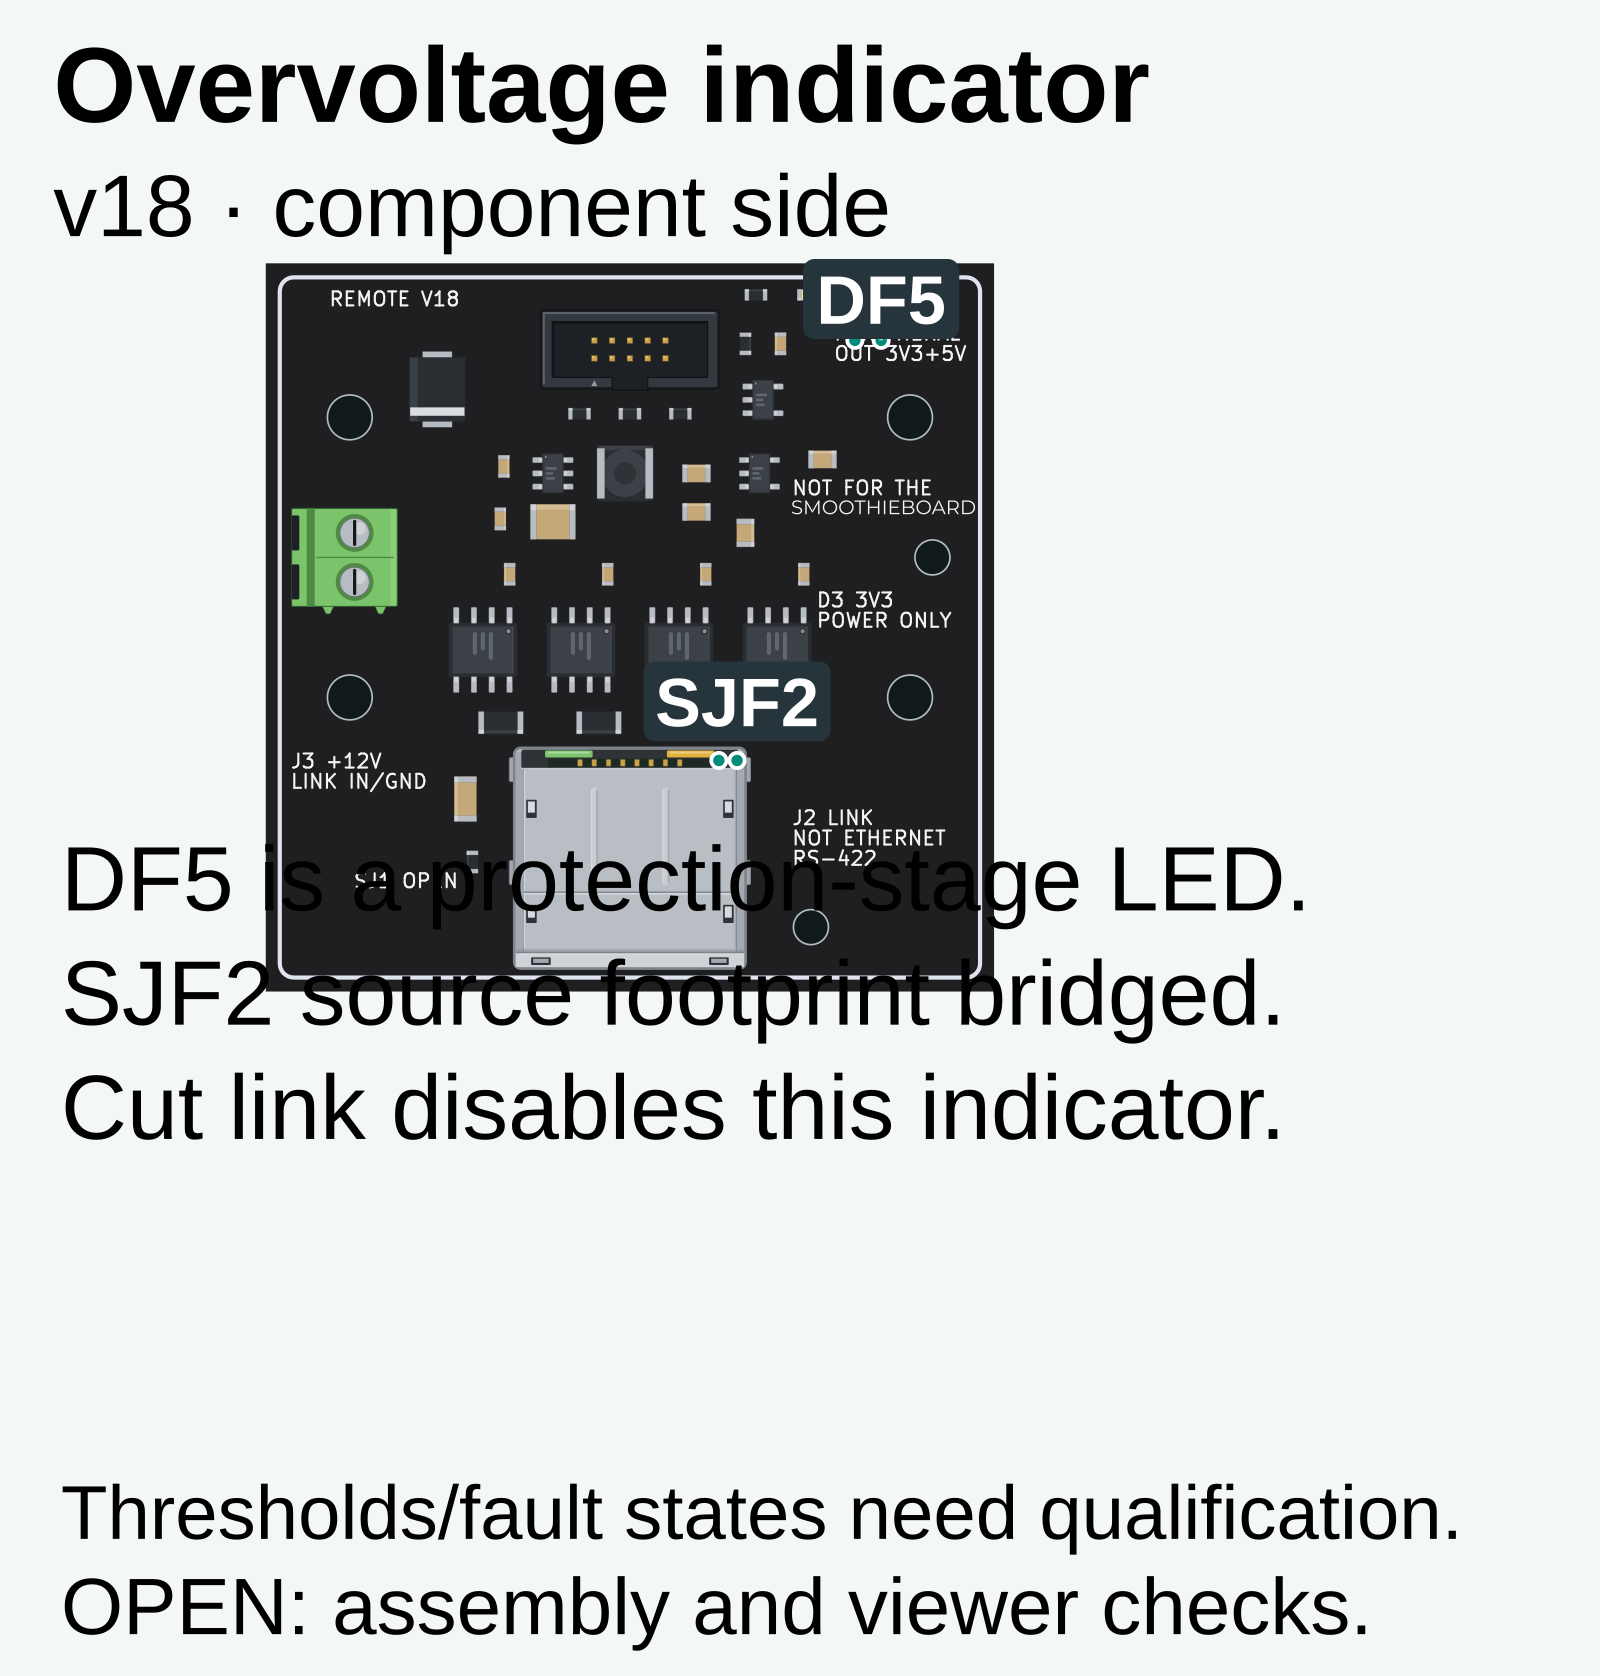 Overvoltage indicator
v18 · component side
DF5
REMOTE V18
OUT 3V3+5V
NOT FOR THE
SMOOTHIEBOARD
D3 3V3
POWER ONLY
SJF2
J3 +12V
LINK IN/GND
J2 LINK
NOT ETHERNET
RS-422
SJ1 OPEN
DF5 is a protection-stage LED.
SJF2 source footprint bridged.
Cut link disables this indicator.
Thresholds/fault states need qualification.
OPEN: assembly and viewer checks.